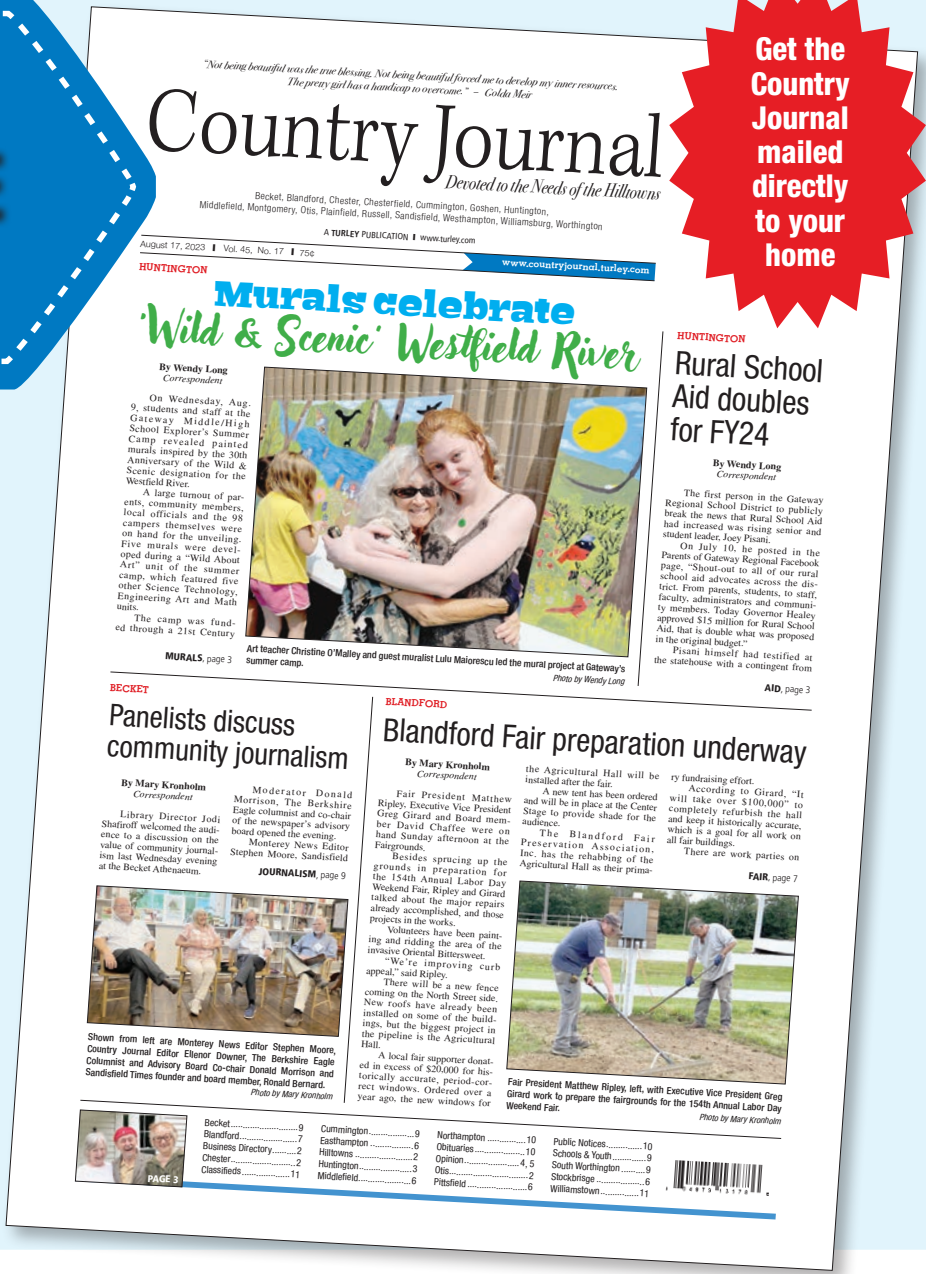 Get the
Country
Journal
mailed
directly
to your
home
"Not being beautiful was the true blessing. Not being beautiful forced me to develop my inner resources.
The pretty girl has a handicap to overcome." – Golda Meir
Country Journal
Devoted to the Needs of the Hilltowns
Becket, Blandford, Chester, Chesterfield, Cummington, Goshen, Huntington,
Middlefield, Montgomery, Otis, Plainfield, Russell, Sandisfield, Westhampton, Williamsburg, Worthington
A TURLEY PUBLICATION | www.turley.com
August 17, 2023 | Vol. 45, No. 17 | 75¢
www.countryjournal.turley.com
HUNTINGTON
Murals celebrate
'Wild & Scenic' Westfield River
By Wendy Long
Correspondent
On Wednesday, Aug.
9, students and staff at the
Gateway Middle/High
School Explorer's Summer
Camp revealed painted
murals inspired by the 30th
Anniversary of the Wild &
Scenic designation for the
Westfield River.
A large turnout of par-
ents, community members,
local officials and the 98
campers themselves were
on hand for the unveiling.
Five murals were devel-
oped during a "Wild About
Art" unit of the summer
camp, which featured five
other Science Technology,
Engineering Art and Math
units.
The camp was fund-
ed through a 21st Century
MURALS, page 3
Art teacher Christine O'Malley and guest muralist Lulu Maiorescu led the mural project at Gateway's
summer camp.
Photo by Wendy Long
HUNTINGTON
Rural School
Aid doubles
for FY24
By Wendy Long
Correspondent
The first person in the Gateway
Regional School District to publicly
break the news that Rural School Aid
had increased was rising senior and
student leader, Joey Pisani.
On July 10, he posted in the
Parents of Gateway Regional Facebook
page, "Shout-out to all of our rural
school aid advocates across the dis-
trict. From parents, students, to staff,
faculty, administrators and communi-
ty members. Today Governor Healey
approved $15 million for Rural School
Aid, that is double what was proposed
in the original budget."
Pisani himself had testified at
the statehouse with a contingent from
AID, page 3
BECKET
Panelists discuss
community journalism
By Mary Kronholm
Correspondent
Library Director Jodi
Shafiroff welcomed the audi-
ence to a discussion on the
value of community journal-
ism last Wednesday evening
at the Becket Athenaeum.
Moderator Donald
Morrison, The Berkshire
Eagle columnist and co-chair
of the newspaper's advisory
board opened the evening.
Monterey News Editor
Stephen Moore, Sandisfield
JOURNALISM, page 9
Shown from left are Monterey News Editor Stephen Moore,
Country Journal Editor Ellenor Downer, The Berkshire Eagle
Columnist and Advisory Board Co-chair Donald Morrison and
Sandisfield Times founder and board member, Ronald Bernard.
Photo by Mary Kronholm
BLANDFORD
Blandford Fair preparation underway
By Mary Kronholm
Correspondent
Fair President Matthew
Ripley, Executive Vice President
Greg Girard and Board mem-
ber David Chaffee were on
hand Sunday afternoon at the
Fairgrounds.
Besides sprucing up the
grounds in preparation for
the 154th Annual Labor Day
Weekend Fair, Ripley and Girard
talked about the major repairs
already accomplished, and those
projects in the works.
Volunteers have been paint-
ing and ridding the area of the
invasive Oriental Bittersweet.
"We're improving curb
appeal," said Ripley.
There will be a new fence
coming on the North Street side.
New roofs have already been
installed on some of the build-
ings, but the biggest project in
the pipeline is the Agricultural
Hall.
A local fair supporter donat-
ed in excess of $20,000 for his-
torically accurate, period-cor-
rect windows. Ordered over a
year ago, the new windows for
the Agricultural Hall will be
installed after the fair.
A new tent has been ordered
and will be in place at the Center
Stage to provide shade for the
audience.
The Blandford Fair
Preservation Association,
Inc. has the rehabbing of the
Agricultural Hall as their prima-
ry fundraising effort.
According to Girard, "It
will take over $100,000" to
completely refurbish the hall
and keep it historically accurate,
which is a goal for all work on
all fair buildings.
There are work parties on
FAIR, page 7
Fair President Matthew Ripley, left, with Executive Vice President Greg
Girard work to prepare the fairgrounds for the 154th Annual Labor Day
Weekend Fair.
Photo by Mary Kronholm
PAGE 3
Becket....................9
Blandford....................7
Business Directory........2
Chester....................2
Classifieds....................11
Cummington................9
Easthampton................6
Hilltowns....................2
Huntington....................3
Middlefield....................6
Northampton..............10
Obituaries..................10
Opinion....................4, 5
Otis....................2
Pittsfield....................6
Public Notices..............10
Schools & Youth............9
South Worthington.........9
Stockbrisge................6
Williamstown..............11